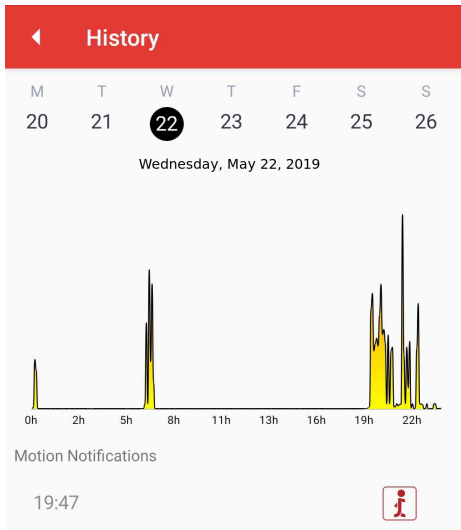 History
M T W T F S S
20 21 22 23 24 25 26
Wednesday, May 22, 2019
0h 2h 5h 8h 11h 13h 16h 19h 22h
Motion Notifications
19:47